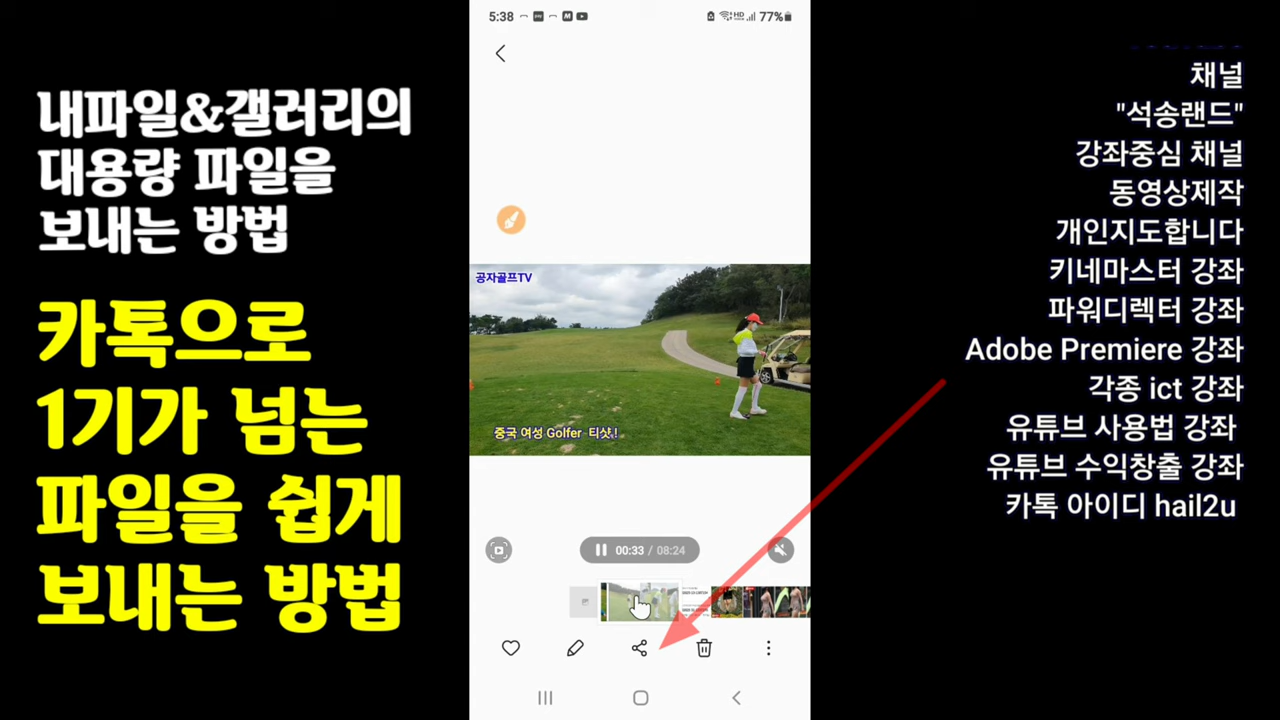 내파일&갤러리의
대용량 파일을
보내는 방법
카톡으로
1기가 넘는
파일을 쉽게
보내는 방법
5:38
HD
77%
공자골프TV
중국 여성 Golfer 티샷!
00:33 / 08:24
채널
"석송랜드"
강좌중심 채널
동영상제작
개인지도합니다
키네마스터 강좌
파워디렉터 강좌
Adobe Premiere 강좌
각종 ict 강좌
유튜브 사용법 강좌
유튜브 수익창출 강좌
카톡 아이디 hail2u